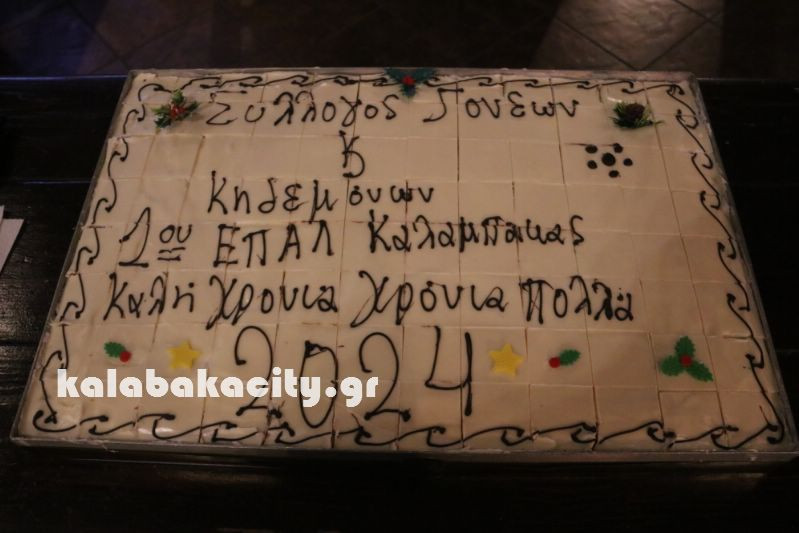 Σύλλογος Γονέων
Κ
Κηδεμόνων
1ου ΕΠΑΛ Καλαμπάκας
Καλή χρονιά χρόνια πολλά
2024
kalabakacity.gr